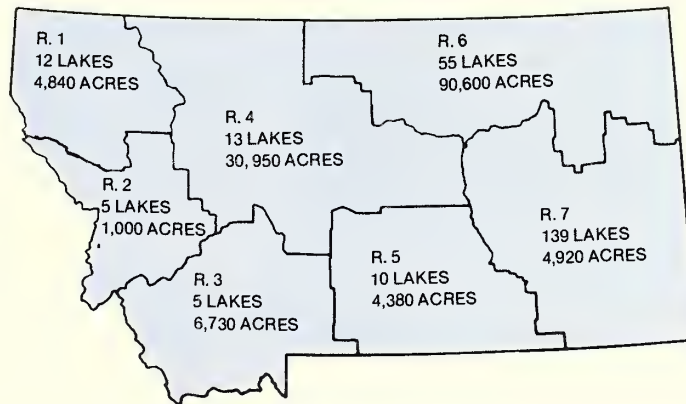 R. 1
12 LAKES
4,840 ACRES
R. 6
55 LAKES
90,600 ACRES
R. 4
13 LAKES
30, 950 ACRES
R. 2
5 LAKES
1,000 ACRES
R. 7
139 LAKES
4,920 ACRES
R. 5
10 LAKES
4,380 ACRES
R. 3
5 LAKES
6,730 ACRES